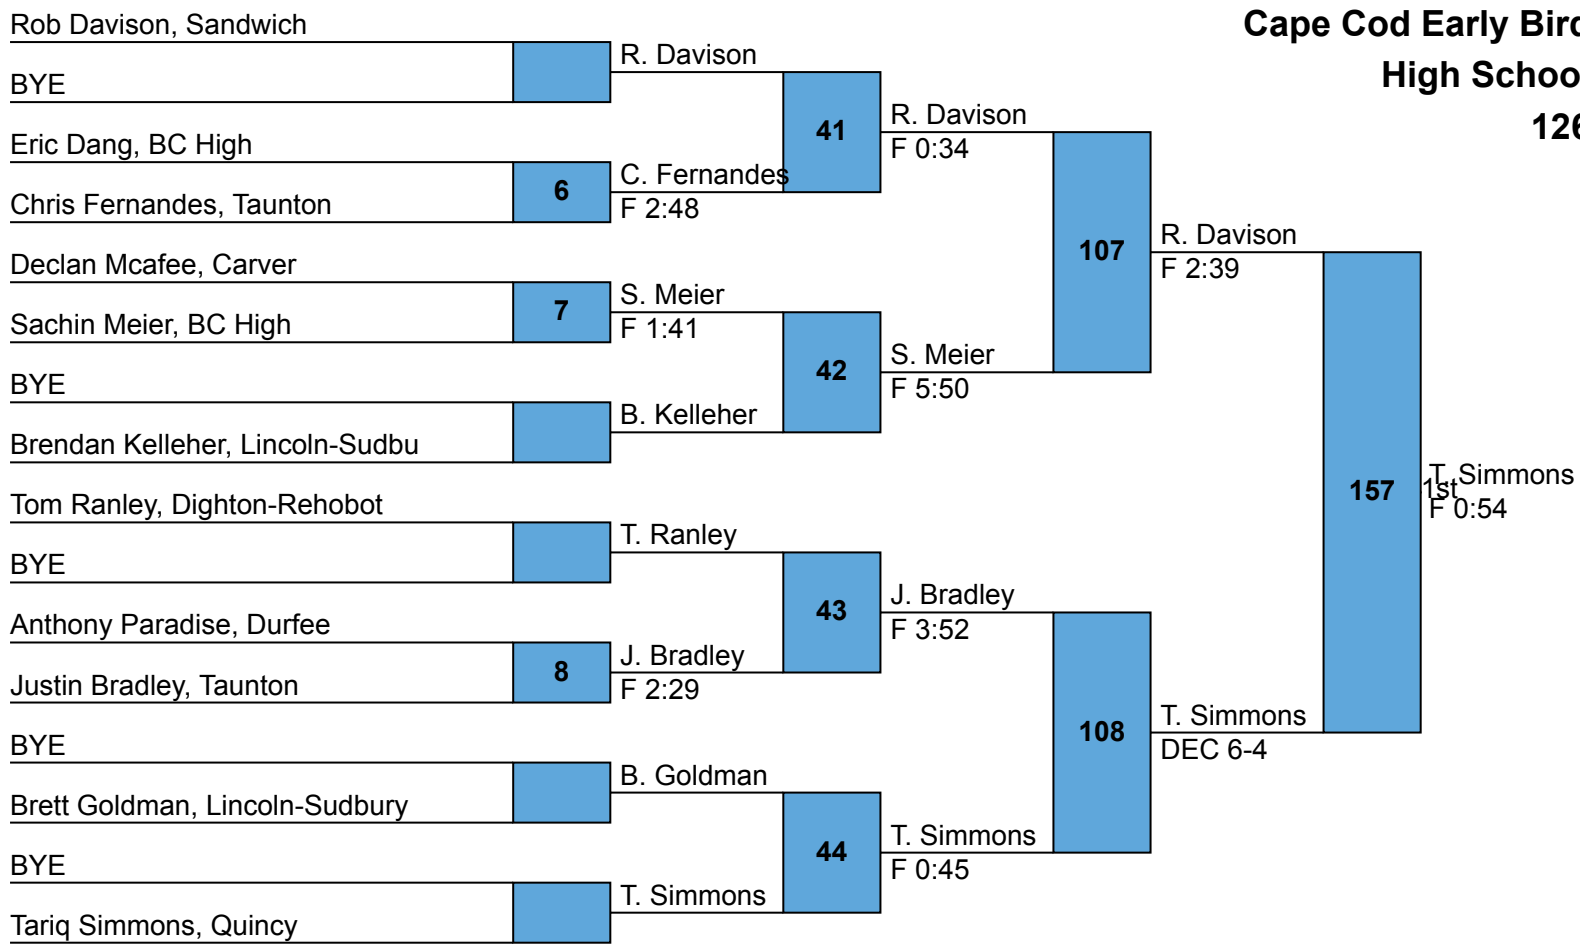 Cape Cod Early Bird
High School
126
Rob Davison, Sandwich
BYE
Eric Dang, BC High
Chris Fernandes, Taunton
Declan Mcafee, Carver
Sachin Meier, BC High
BYE
Brendan Kelleher, Lincoln-Sudbu
Tom Ranley, Dighton-Rehobot
BYE
Anthony Paradise, Durfee
Justin Bradley, Taunton
BYE
Brett Goldman, Lincoln-Sudbury
BYE
Tariq Simmons, Quincy
6
7
8
R. Davison
C. Fernandes
F 2:48
S. Meier
F 1:41
B. Kelleher
T. Ranley
J. Bradley
F 2:29
B. Goldman
T. Simmons
41
42
43
44
R. Davison
F 0:34
S. Meier
F 5:50
J. Bradley
F 3:52
T. Simmons
F 0:45
107
108
R. Davison
F 2:39
T. Simmons
DEC 6-4
157
1st
T. Simmons
F 0:54